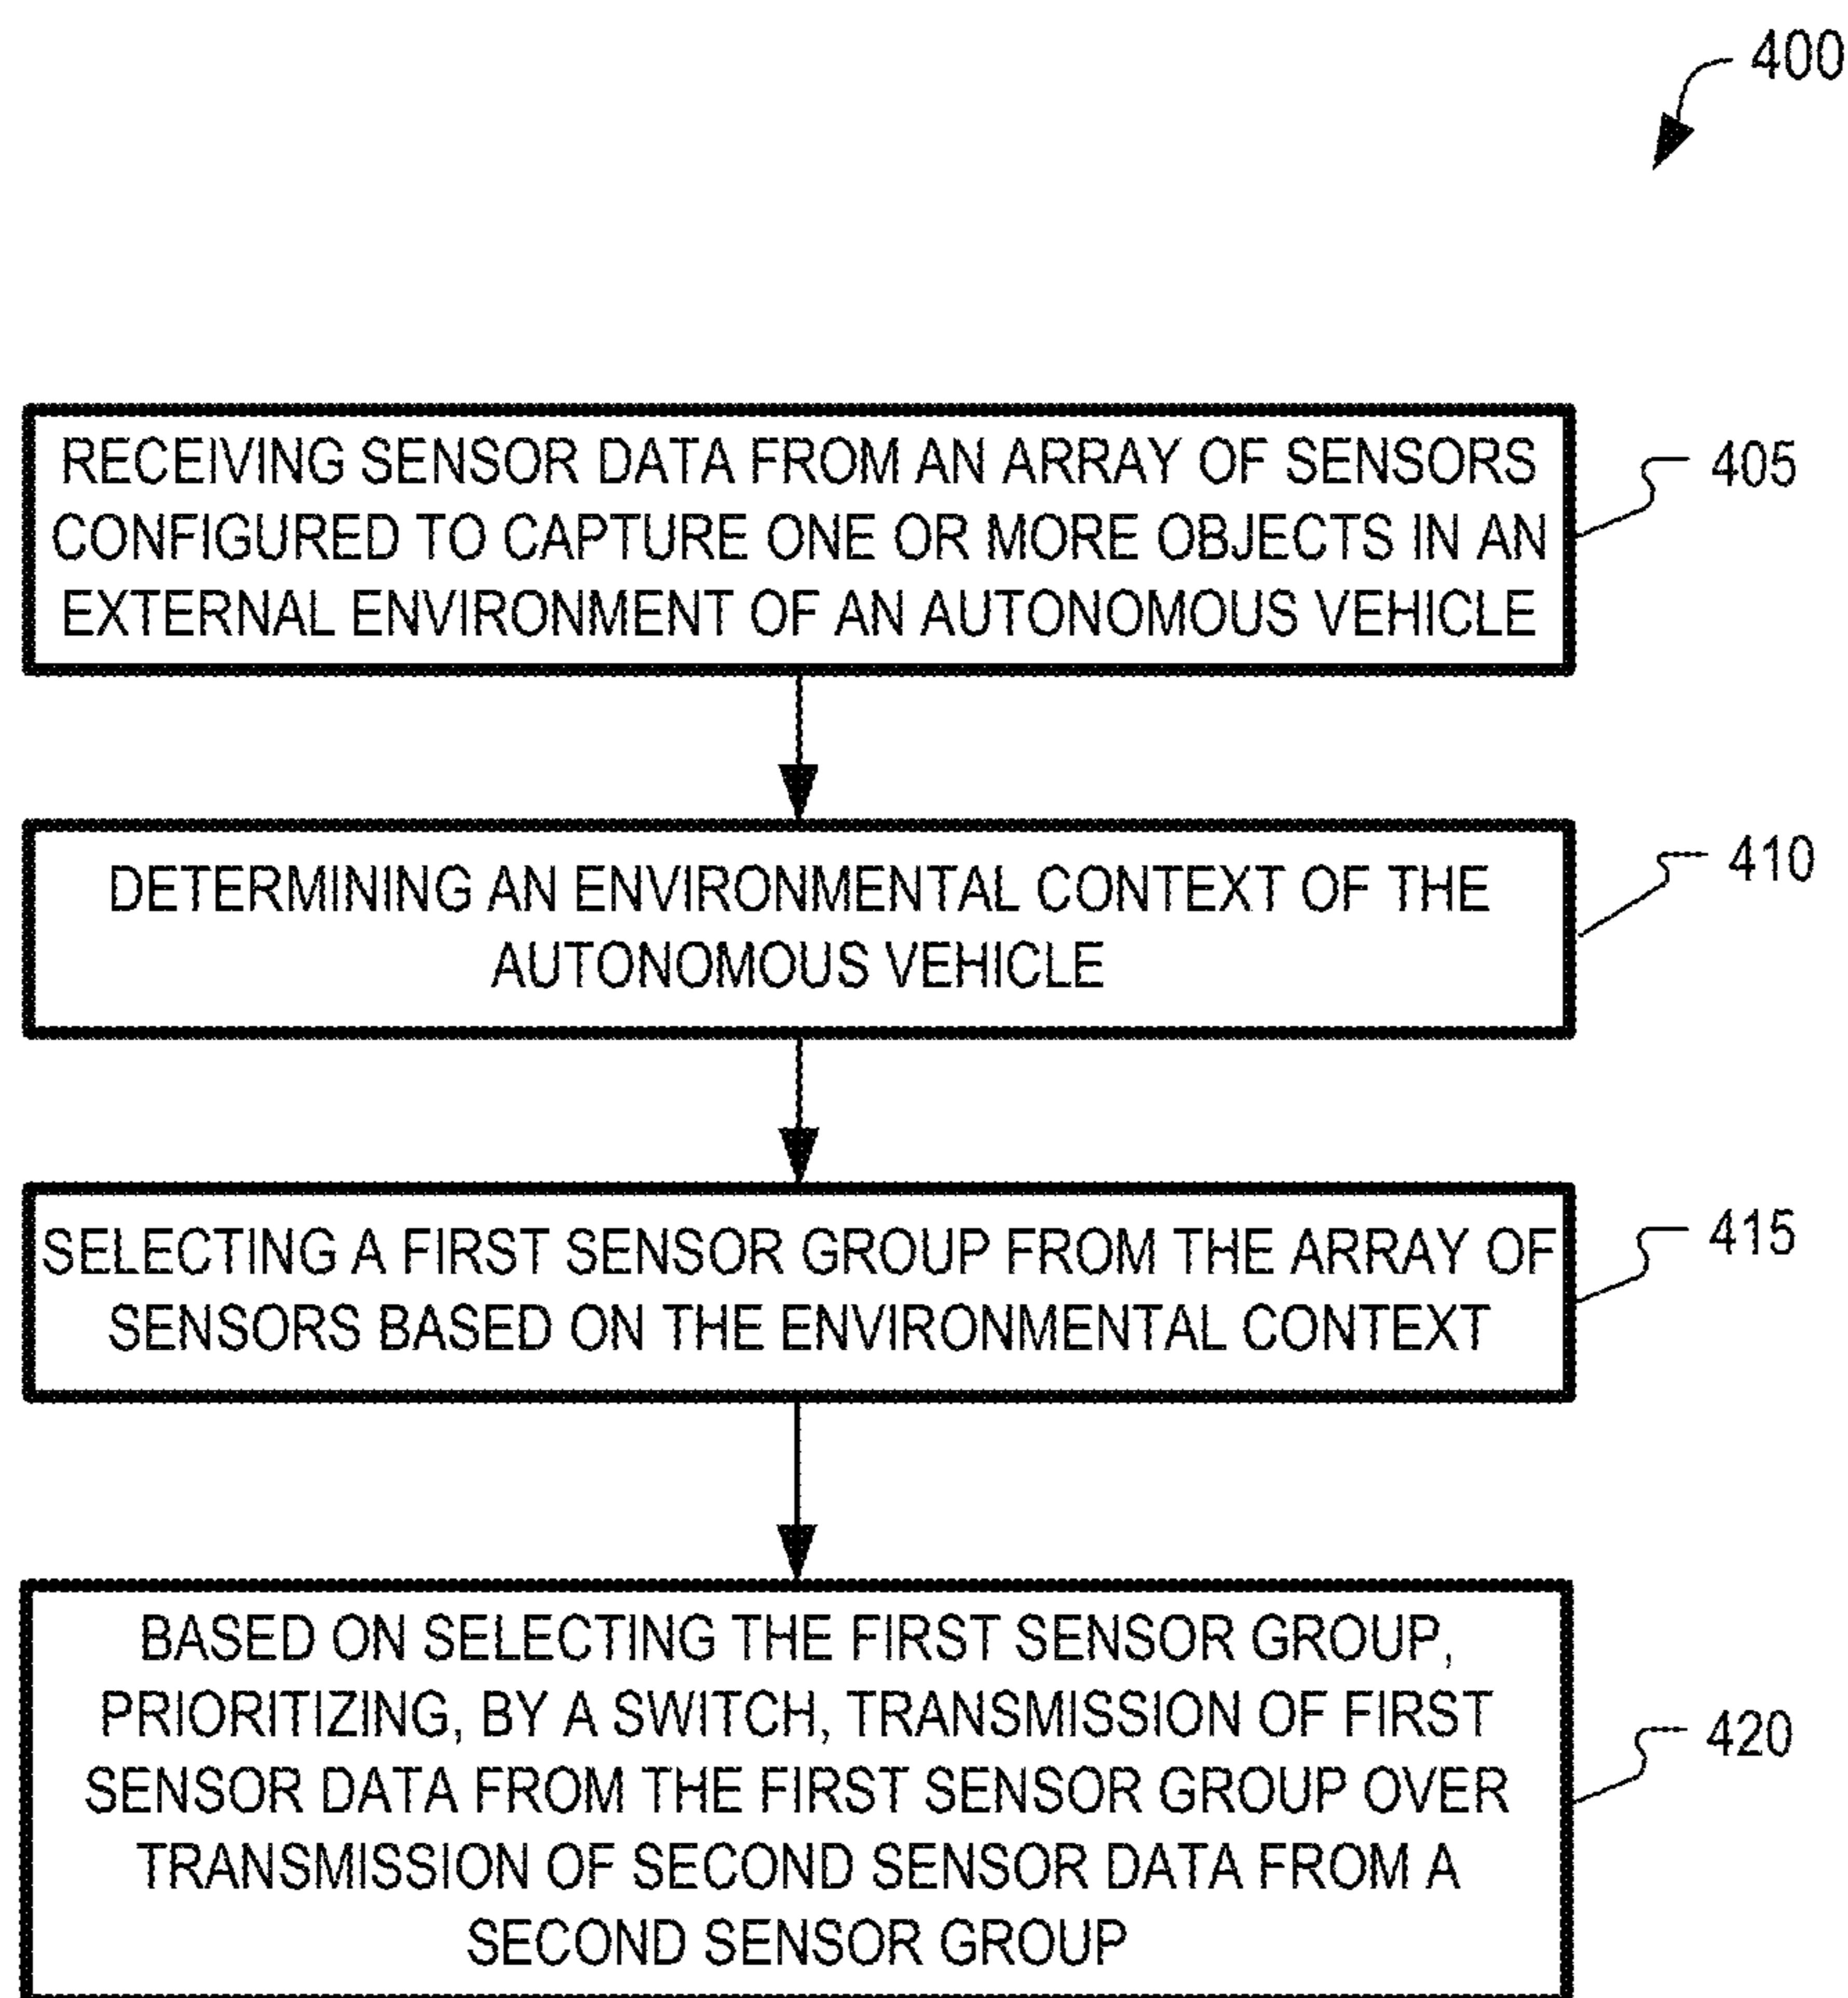 400
RECEIVING SENSOR DATA FROM AN ARRAY OF SENSORS
CONFIGURED TO CAPTURE ONE OR MORE OBJECTS IN AN
EXTERNAL ENVIRONMENT OF AN AUTONOMOUS VEHICLE
405
DETERMINING AN ENVIRONMENTAL CONTEXT OF THE
AUTONOMOUS VEHICLE
410
SELECTING A FIRST SENSOR GROUP FROM THE ARRAY OF
SENSORS BASED ON THE ENVIRONMENTAL CONTEXT
415
BASED ON SELECTING THE FIRST SENSOR GROUP,
PRIORITIZING, BY A SWITCH, TRANSMISSION OF FIRST
SENSOR DATA FROM THE FIRST SENSOR GROUP OVER
TRANSMISSION OF SECOND SENSOR DATA FROM A
SECOND SENSOR GROUP
420